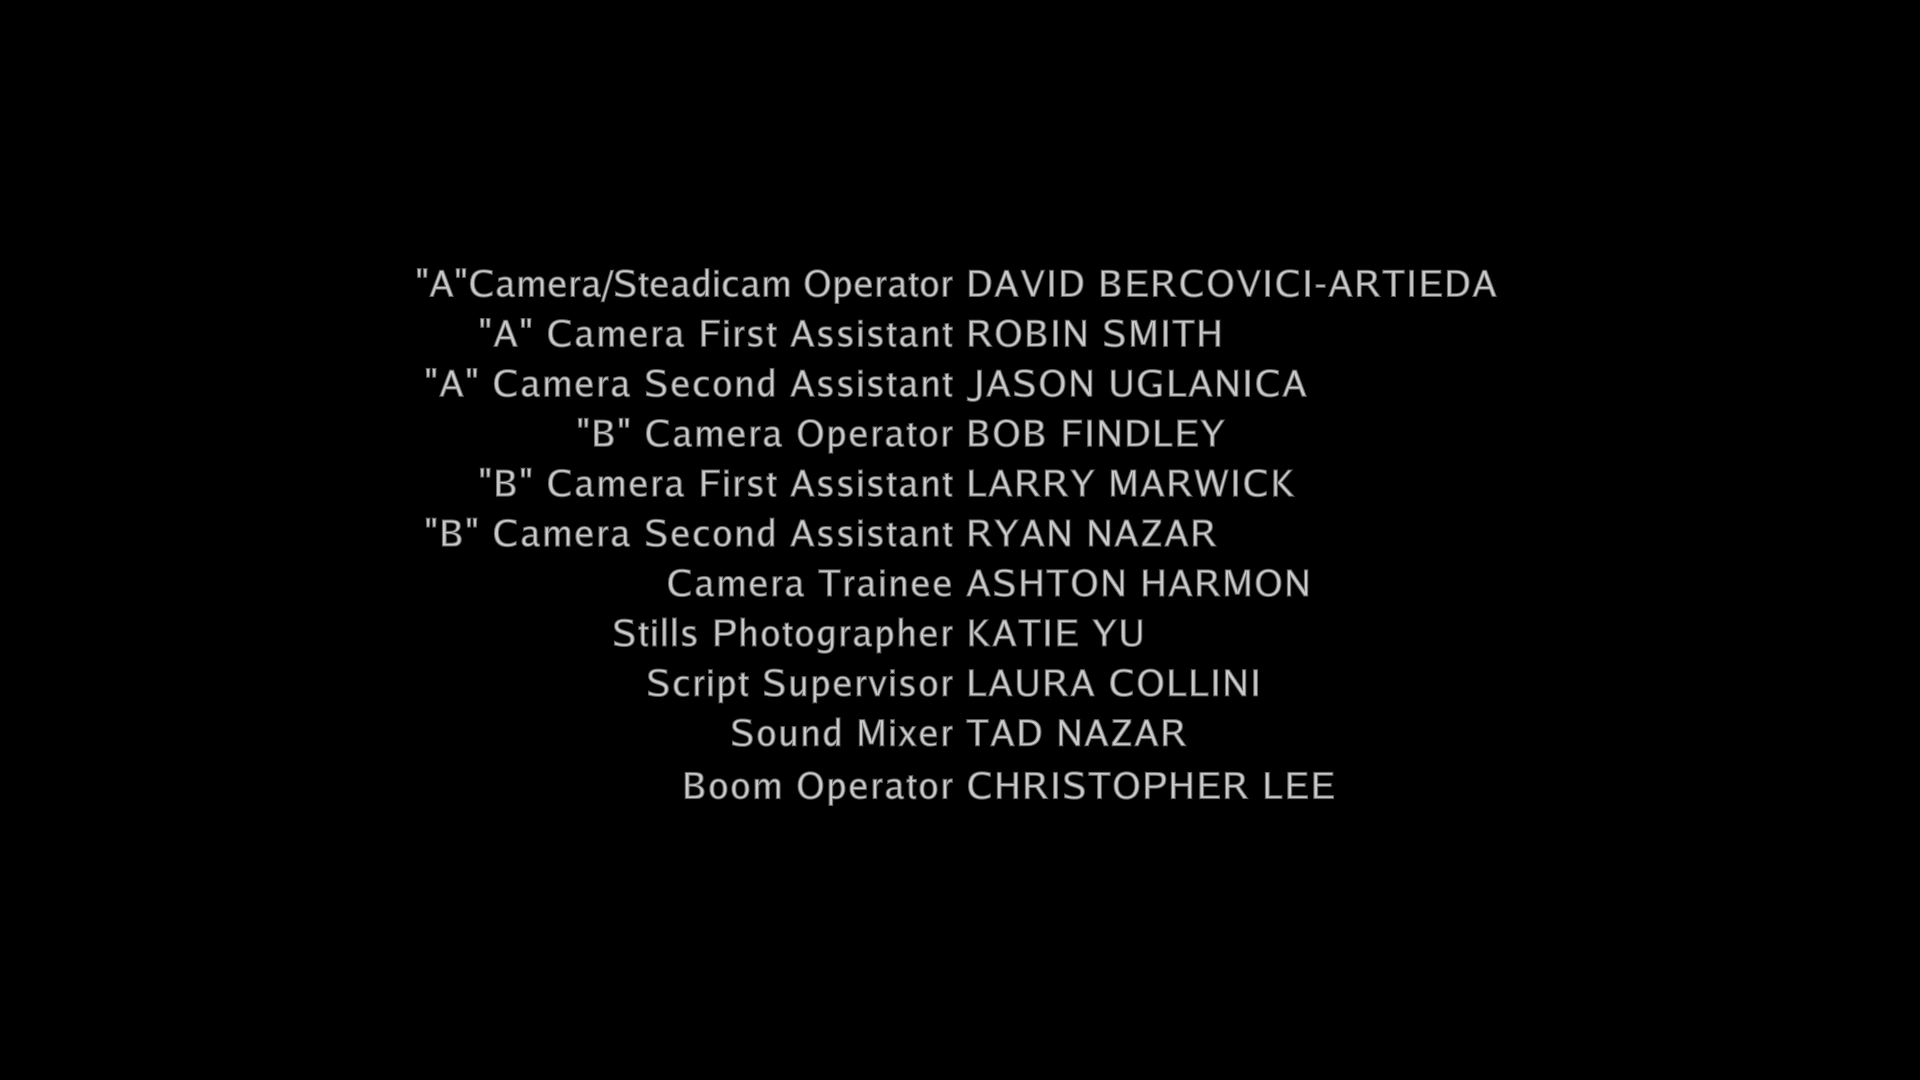 "A"Camera/Steadicam Operator DAVID BERCOVICI-ARTIEDA
"A" Camera First Assistant ROBIN SMITH
"A" Camera Second Assistant JASON UGLANICA
"B" Camera Operator BOB FINDLEY
"B" Camera First Assistant LARRY MARWICK
"B" Camera Second Assistant RYAN NAZAR
Camera Trainee ASHTON HARMON
Stills Photographer KATIE YU
Script Supervisor LAURA COLLINI
Sound Mixer TAD NAZAR
Boom Operator CHRISTOPHER LEE